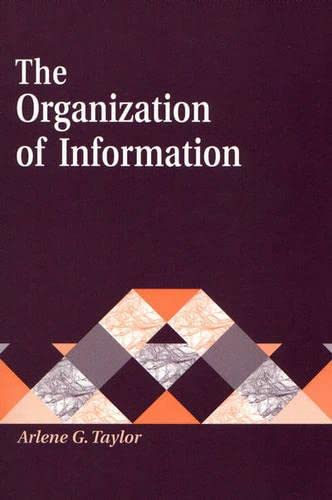 The
Organization
of Information
Arlene G. Taylor